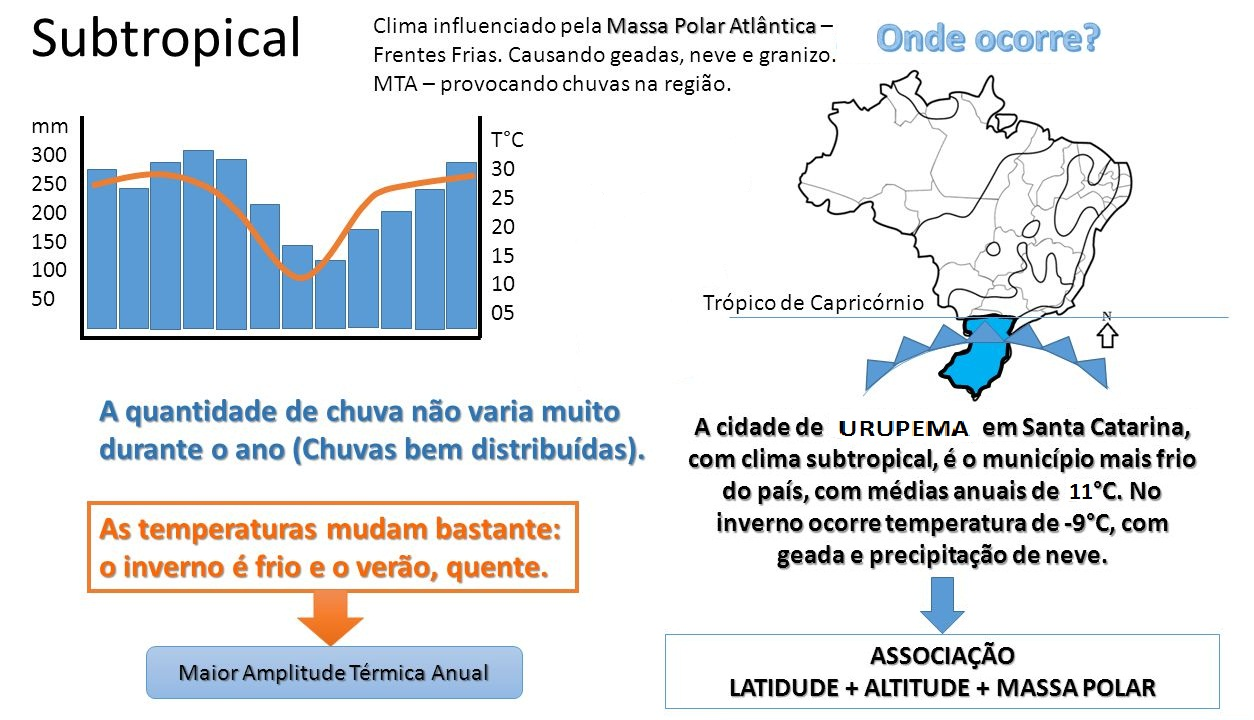 Subtropical
Clima influenciado pela Massa Polar Atlântica –
Frentes Frias. Causando geadas, neve e granizo.
MTA – provocando chuvas na região.
Onde ocorre?
mm
300
250
200
150
100
50
T°C
30
25
20
15
10
05
Trópico de Capricórnio
N
A quantidade de chuva não varia muito
durante o ano (Chuvas bem distribuídas).
As temperaturas mudam bastante:
o inverno é frio e o verão, quente.
Maior Amplitude Térmica Anual
A cidade de URUPEMA em Santa Catarina,
com clima subtropical, é o município mais frio
do país, com médias anuais de 11°C. No
inverno ocorre temperatura de -9°C, com
geada e precipitação de neve.
ASSOCIAÇÃO
LATIDUDE + ALTITUDE + MASSA POLAR